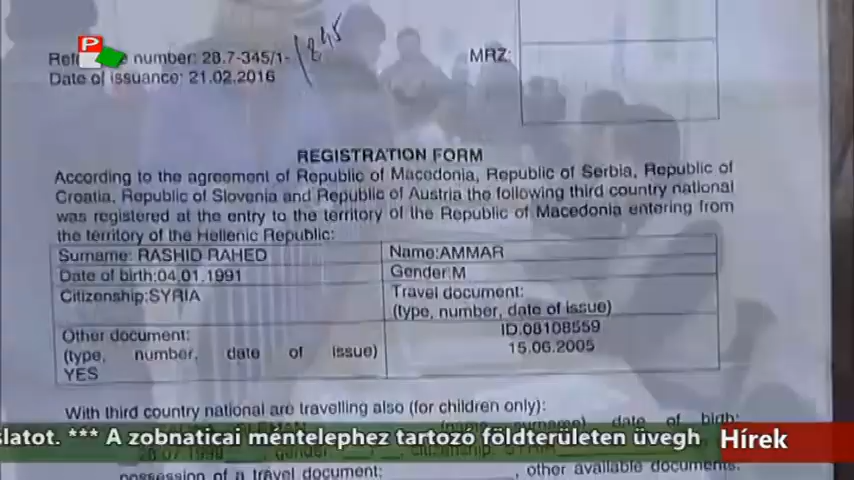 P
number: 28.7-345/1- 845
Date of issuance: 21.02.2016
MRZ:
REGISTRATION FORM
According to the agreement of Republic of Macedonia, Republic of Serbia, Republic of
Croatia, Republic of Slovenia and Republic of Austria the following third country national
was registered at the entry to the territory of the Republic of Macedonia entering from
the territory of the Hellenic Republic:
Surname: RASHID RAHED
Name:AMMAR
Date of birth:04.01.1991
Gender:M
Citizenship:SYRIA
Travel document:
(type, number, date of issue)
ID.08108559
15.06.2005
Other document:
(type, number, date of issue)
YES
With third country national are travelling also (for children only):
date of birth:
slatot. *** A zobnaticai méntelephez tartozó földterületen üvegh
Hírek
possession of a travel document: , other available documents: